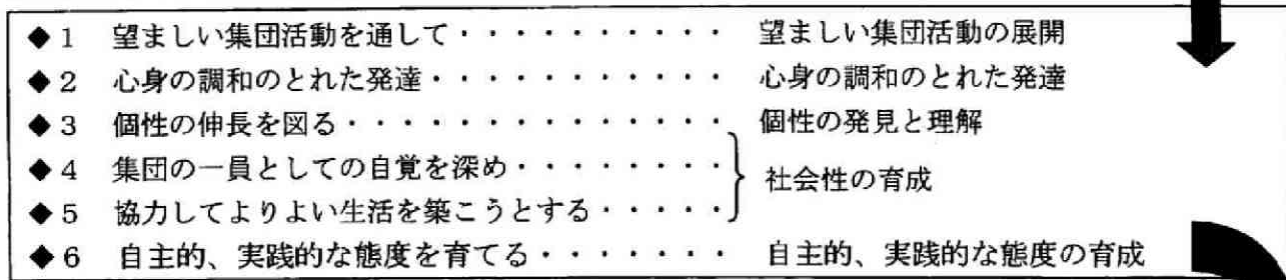 ◆1 望ましい集団活動を通して・・・・・・・・・・ 望ましい集団活動の展開
◆2 心身の調和のとれた発達・・・・・・・・・・・ 心身の調和のとれた発達
◆3 個性の伸長を図る・・・・・・・・・・・・・・ 個性の発見と理解
◆4 集団の一員としての自覚を深め・・・・・・・・
社会性の育成
◆5 協力してよりよい生活を築こうとする・・・・・
◆6 自主的、実践的な態度を育てる・・・・・・・ 自主的、実践的な態度の育成